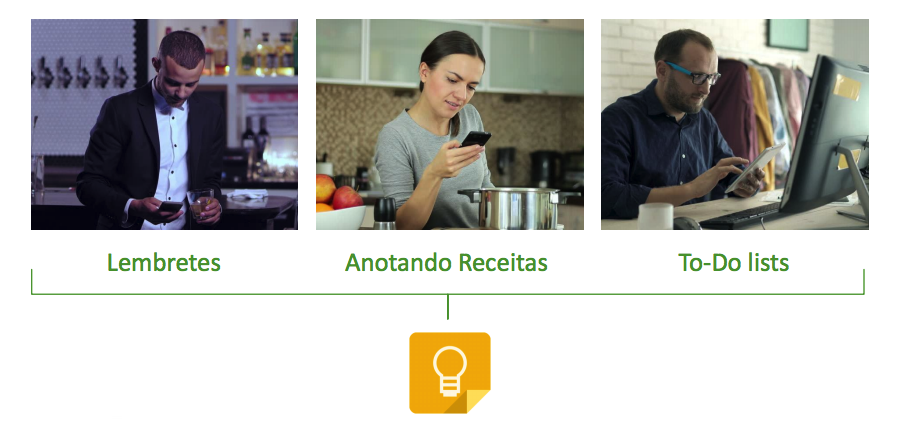 Lembretes
Anotando Receitas
To-Do lists